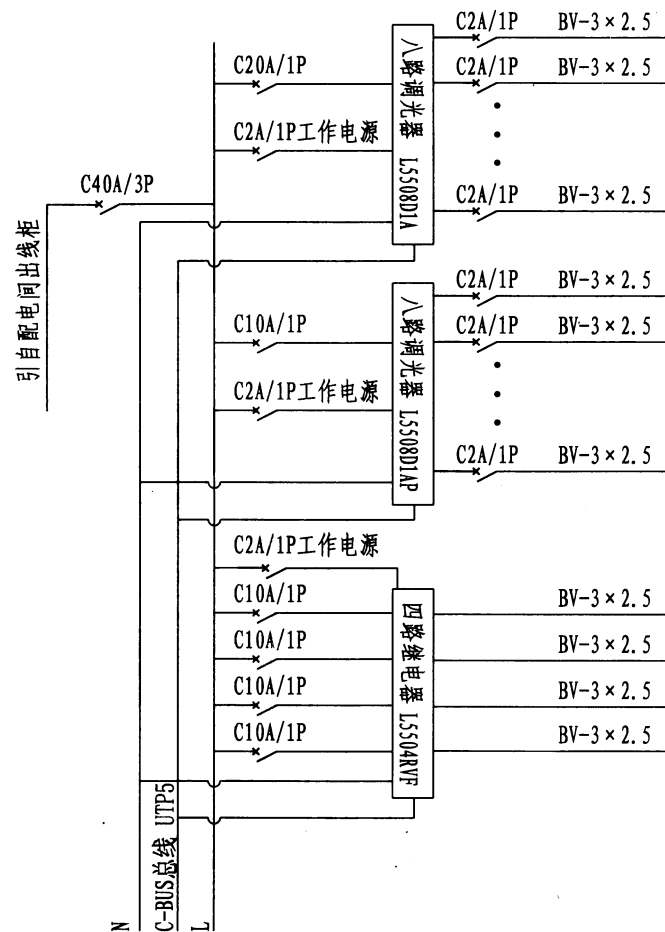 C20A/1P
C2A/1P工作电源
C40A/3P
引自配电间出线柜
八路调光器 L5508D1A
C2A/1P BV-3×2.5
C2A/1P BV-3×2.5
C2A/1P BV-3×2.5
C10A/1P
C2A/1P工作电源
八路调光器 L5508D1AP
C2A/1P BV-3×2.5
C2A/1P BV-3×2.5
C2A/1P BV-3×2.5
C2A/1P工作电源
C10A/1P
C10A/1P
C10A/1P
C10A/1P
四路继电器 L5504RVF
BV-3×2.5
BV-3×2.5
BV-3×2.5
BV-3×2.5
N
C-BUS总线 UTP5
L